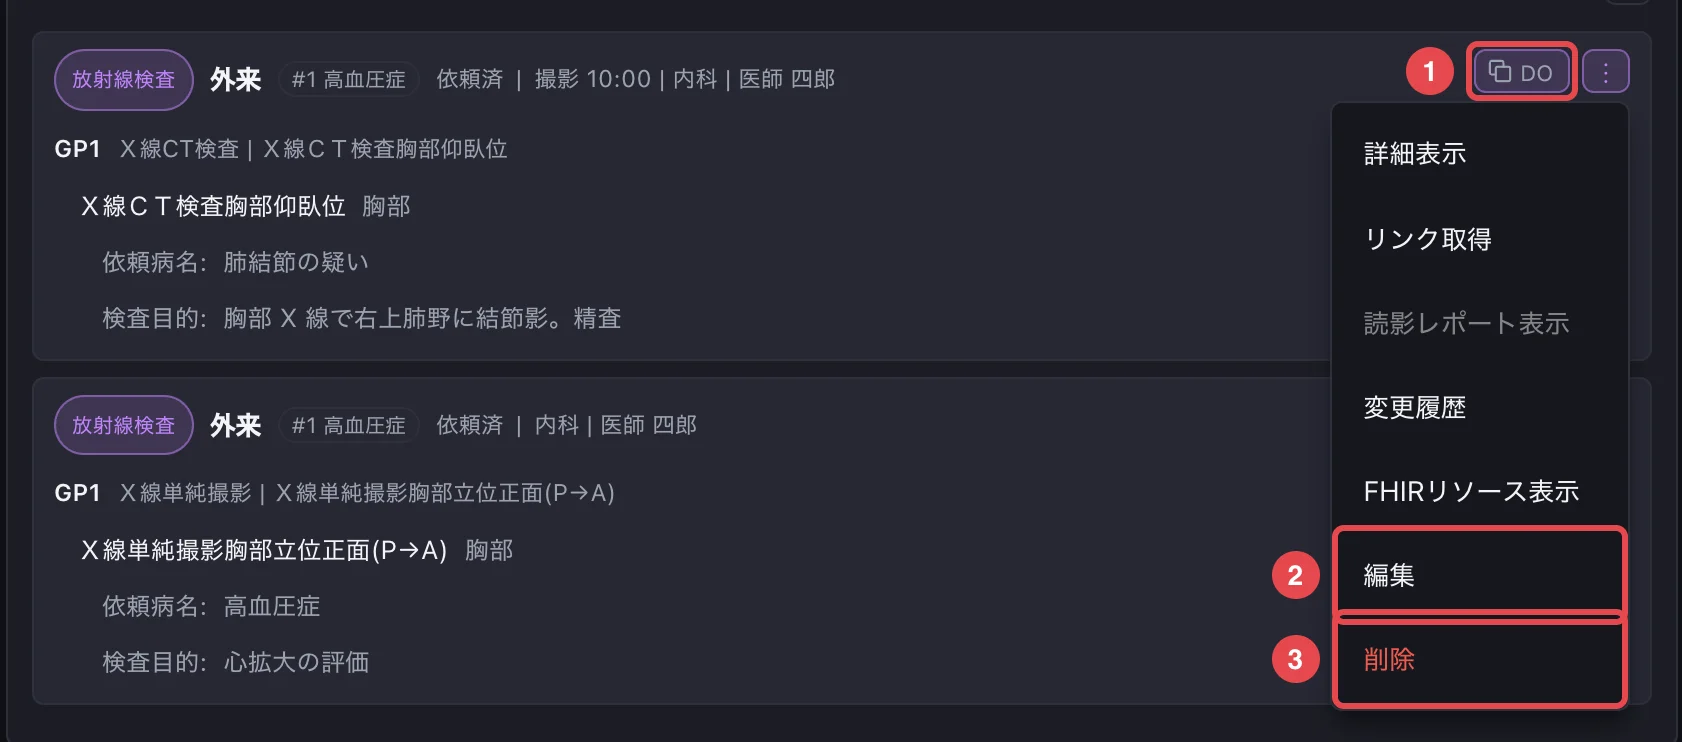 放射線検査 外来 #1 高血圧症 依頼済 | 撮影 10:00 | 内科 | 医師 四郎 1 DO ⋮
GP1 X線CT検査 | X線CT検査胸部仰臥位
X線CT検査胸部仰臥位 胸部
依頼病名: 肺結節の疑い
検査目的: 胸部 X 線で右上肺野に結節影。精査
放射線検査 外来 #1 高血圧症 依頼済 | 内科 | 医師 四郎
GP1 X線単純撮影 | X線単純撮影胸部立位正面(P→A)
X線単純撮影胸部立位正面(P→A) 胸部
依頼病名: 高血圧症
検査目的: 心拡大の評価
詳細表示
リンク取得
読影レポート表示
変更履歴
FHIRリソース表示
2 編集
3 削除